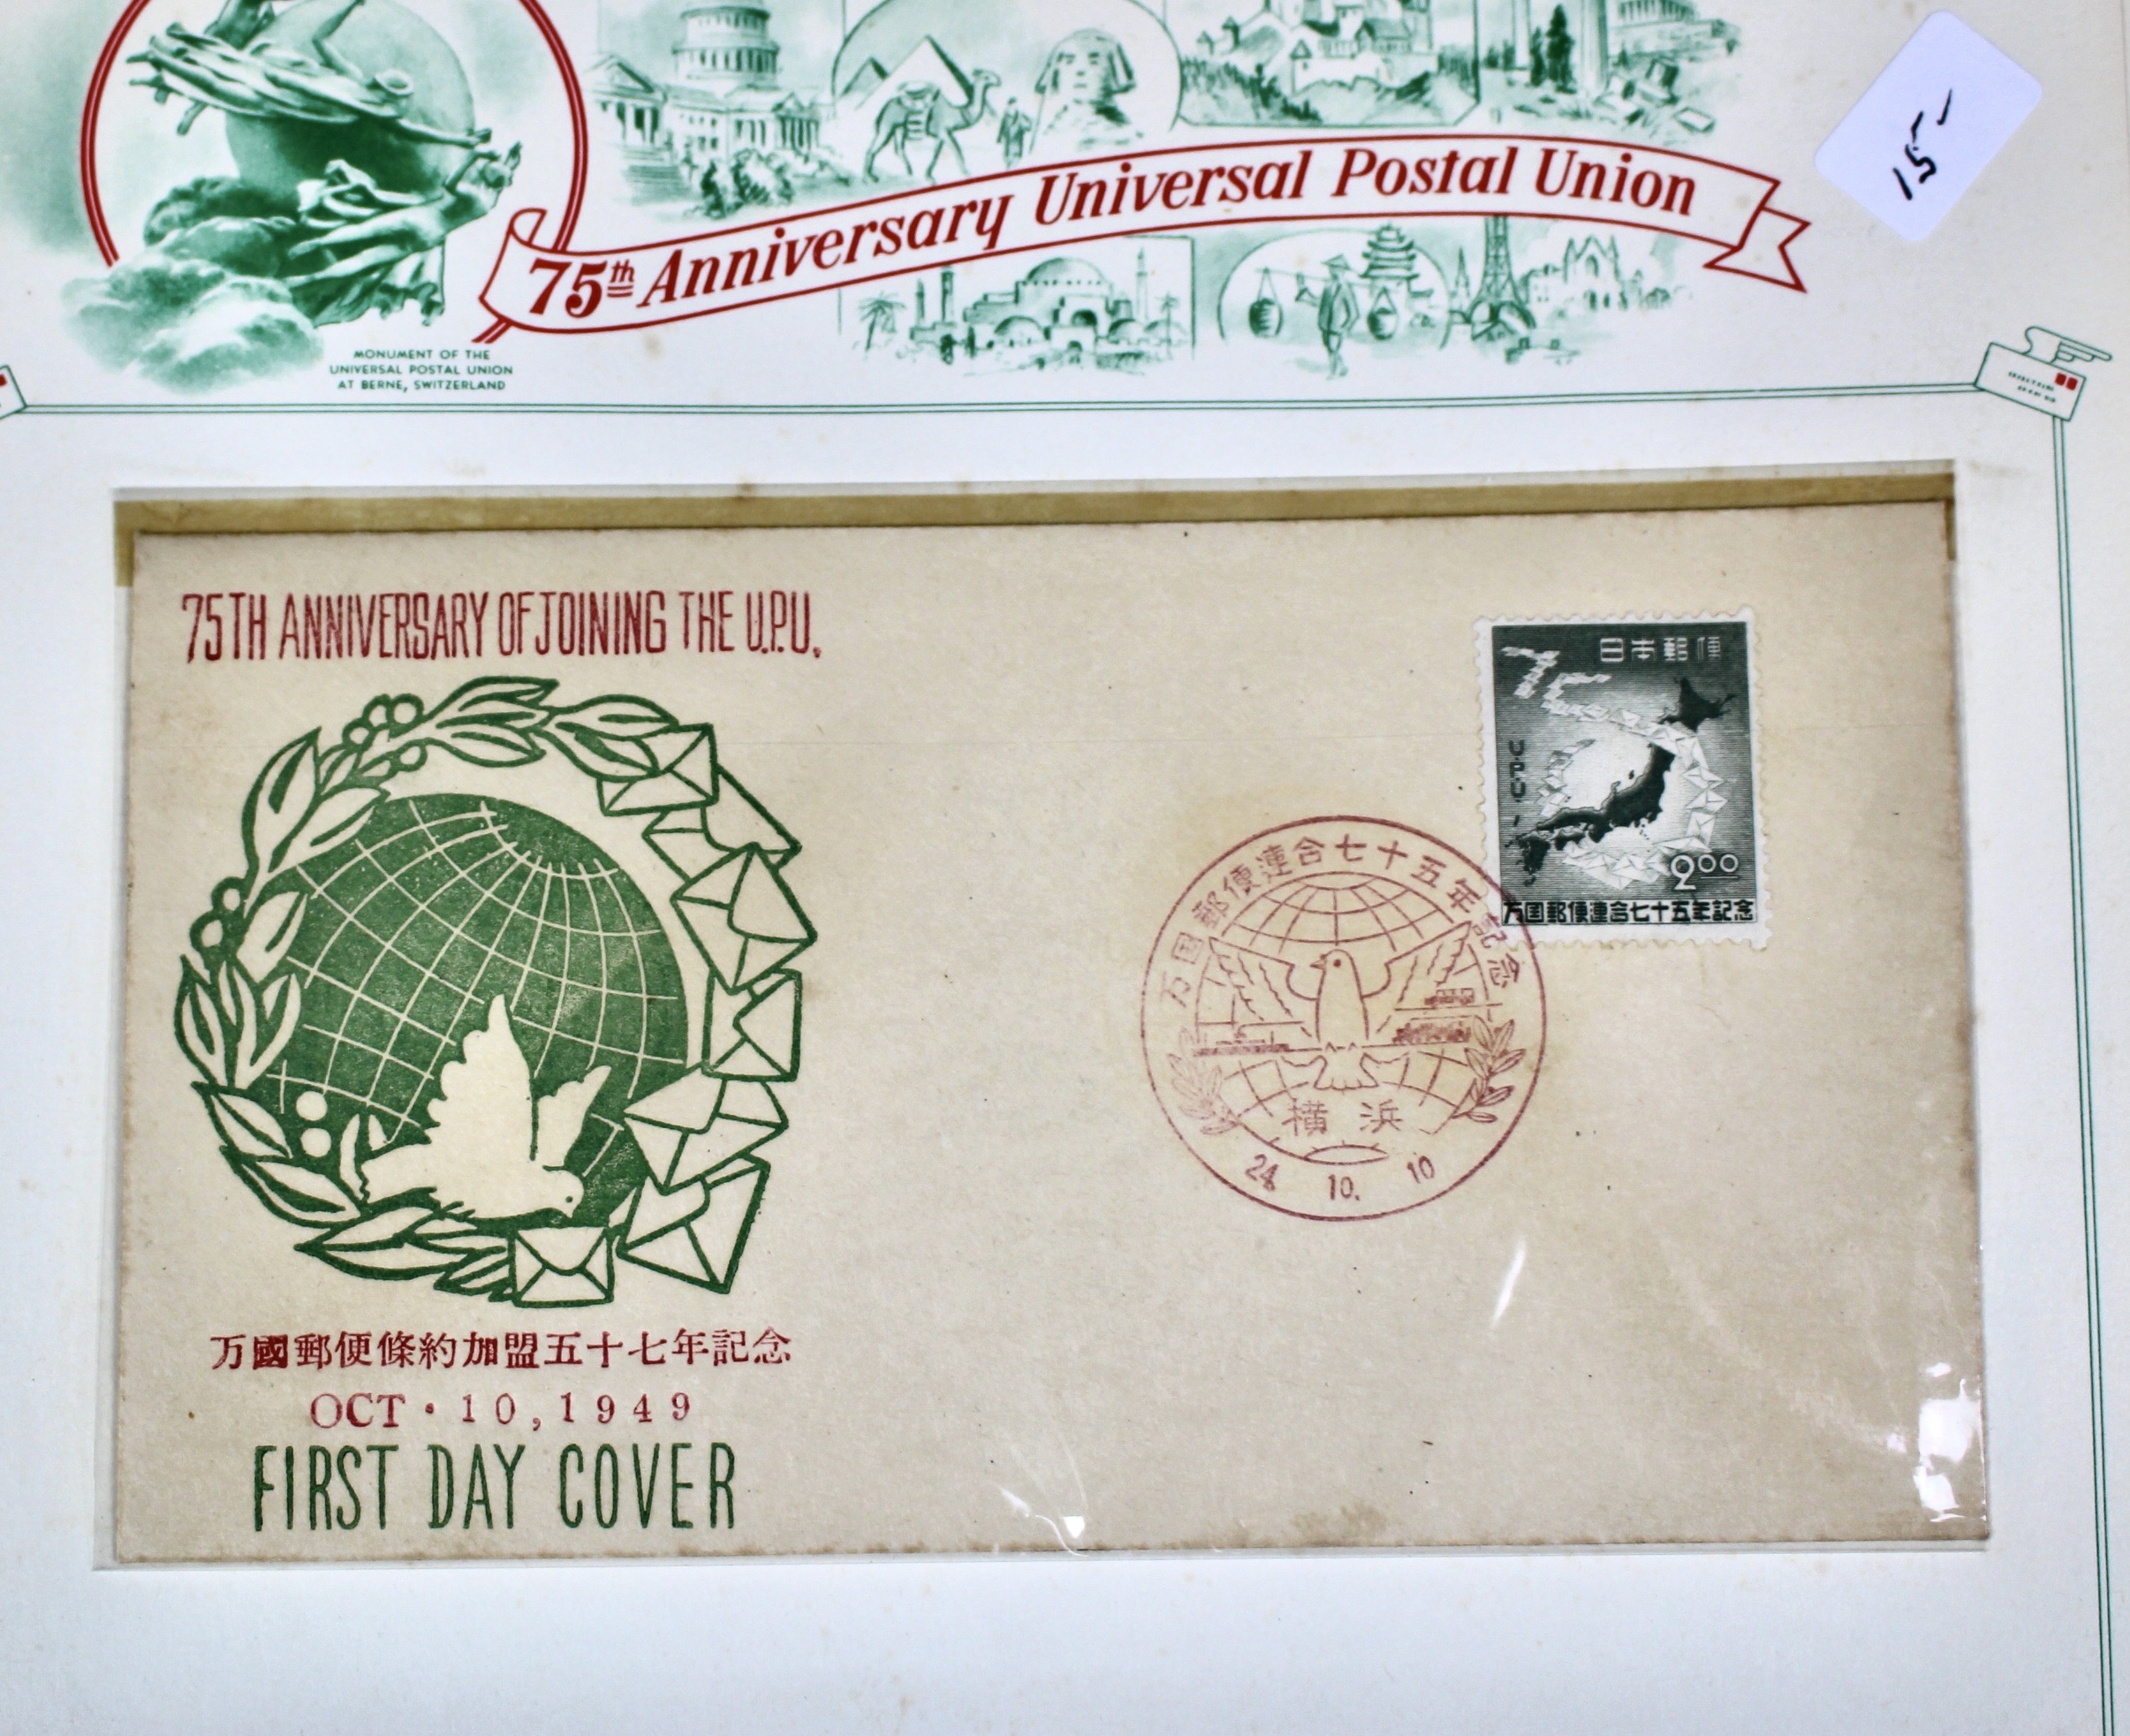 15-
75th Anniversary Universal Postal Union
MONUMENT OF THE
UNIVERSAL POSTAL UNION
AT BERNE, SWITZERLAND
75TH ANNIVERSARY OF JOINING THE U.P.U.
日本郵便
75
U.P.U.
200
万国郵便連合七十五年記念
万国郵便連合七十五年記念
横浜
24. 10. 10
万國郵便條約加盟五十七年記念
OCT · 10, 1949
FIRST DAY COVER